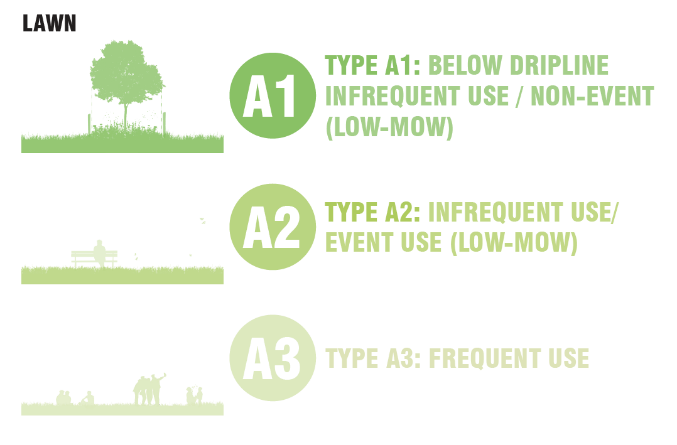 LAWN
A1
TYPE A1: BELOW DRIPLINE
INFREQUENT USE / NON-EVENT
(LOW-MOW)
A2
TYPE A2: INFREQUENT USE/
EVENT USE (LOW-MOW)
A3
TYPE A3: FREQUENT USE